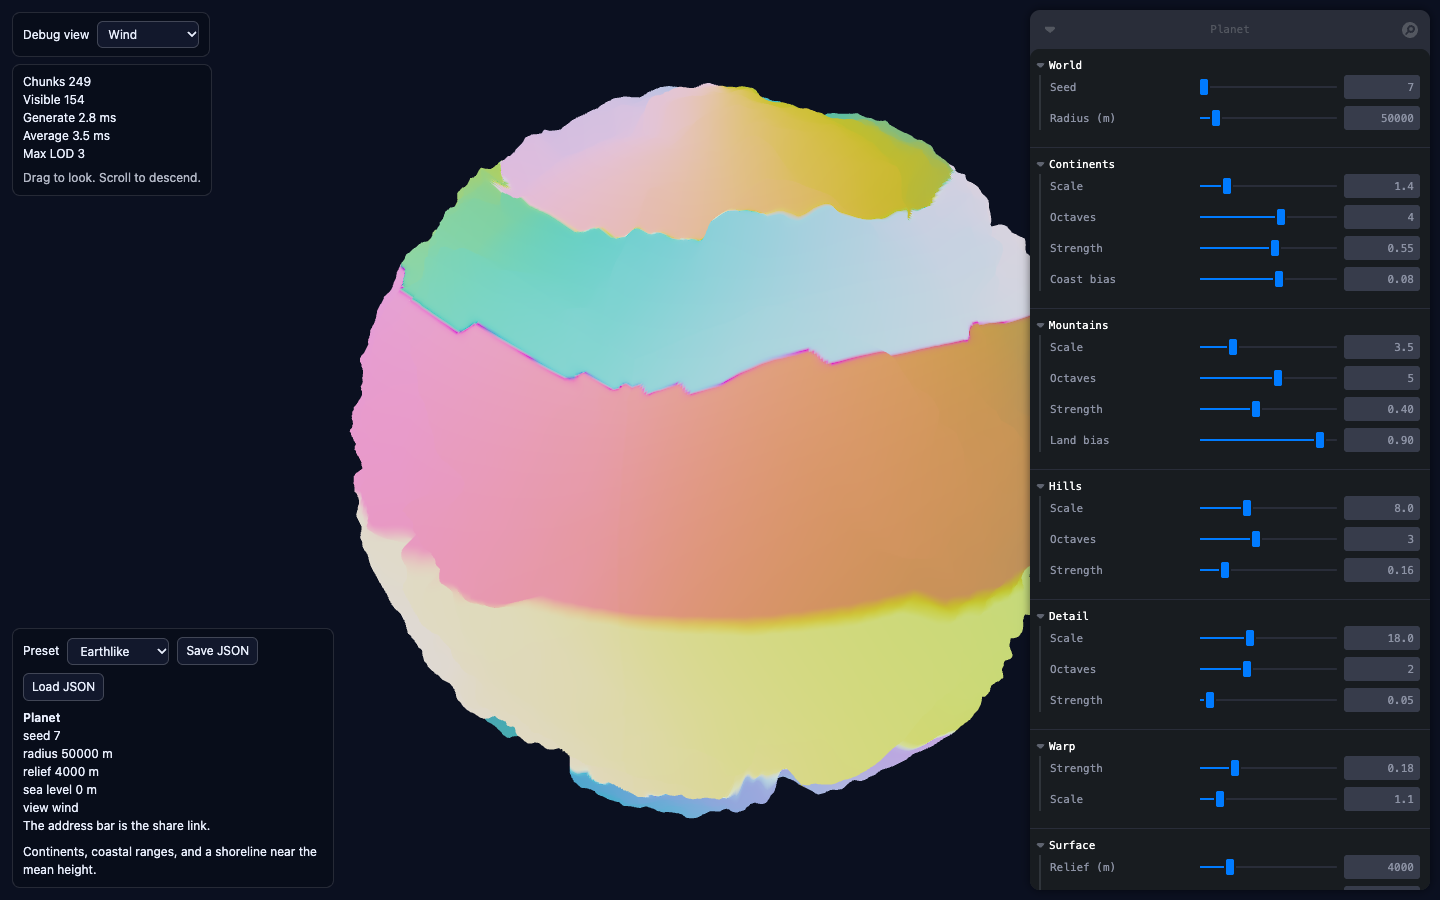 Debug view Wind
Chunks 249
Visible 154
Generate 2.8 ms
Average 3.5 ms
Max LOD 3
Drag to look. Scroll to descend.
Preset Earthlike Save JSON
Load JSON
Planet
seed 7
radius 50000 m
relief 4000 m
sea level 0 m
view wind
The address bar is the share link.
Continents, coastal ranges, and a shoreline near the
mean height.
Planet
World
Seed 7
Radius (m) 50000
Continents
Scale 1.4
Octaves 4
Strength 0.55
Coast bias 0.08
Mountains
Scale 3.5
Octaves 5
Strength 0.40
Land bias 0.90
Hills
Scale 8.0
Octaves 3
Strength 0.16
Detail
Scale 18.0
Octaves 2
Strength 0.05
Warp
Strength 0.18
Scale 1.1
Surface
Relief (m) 4000